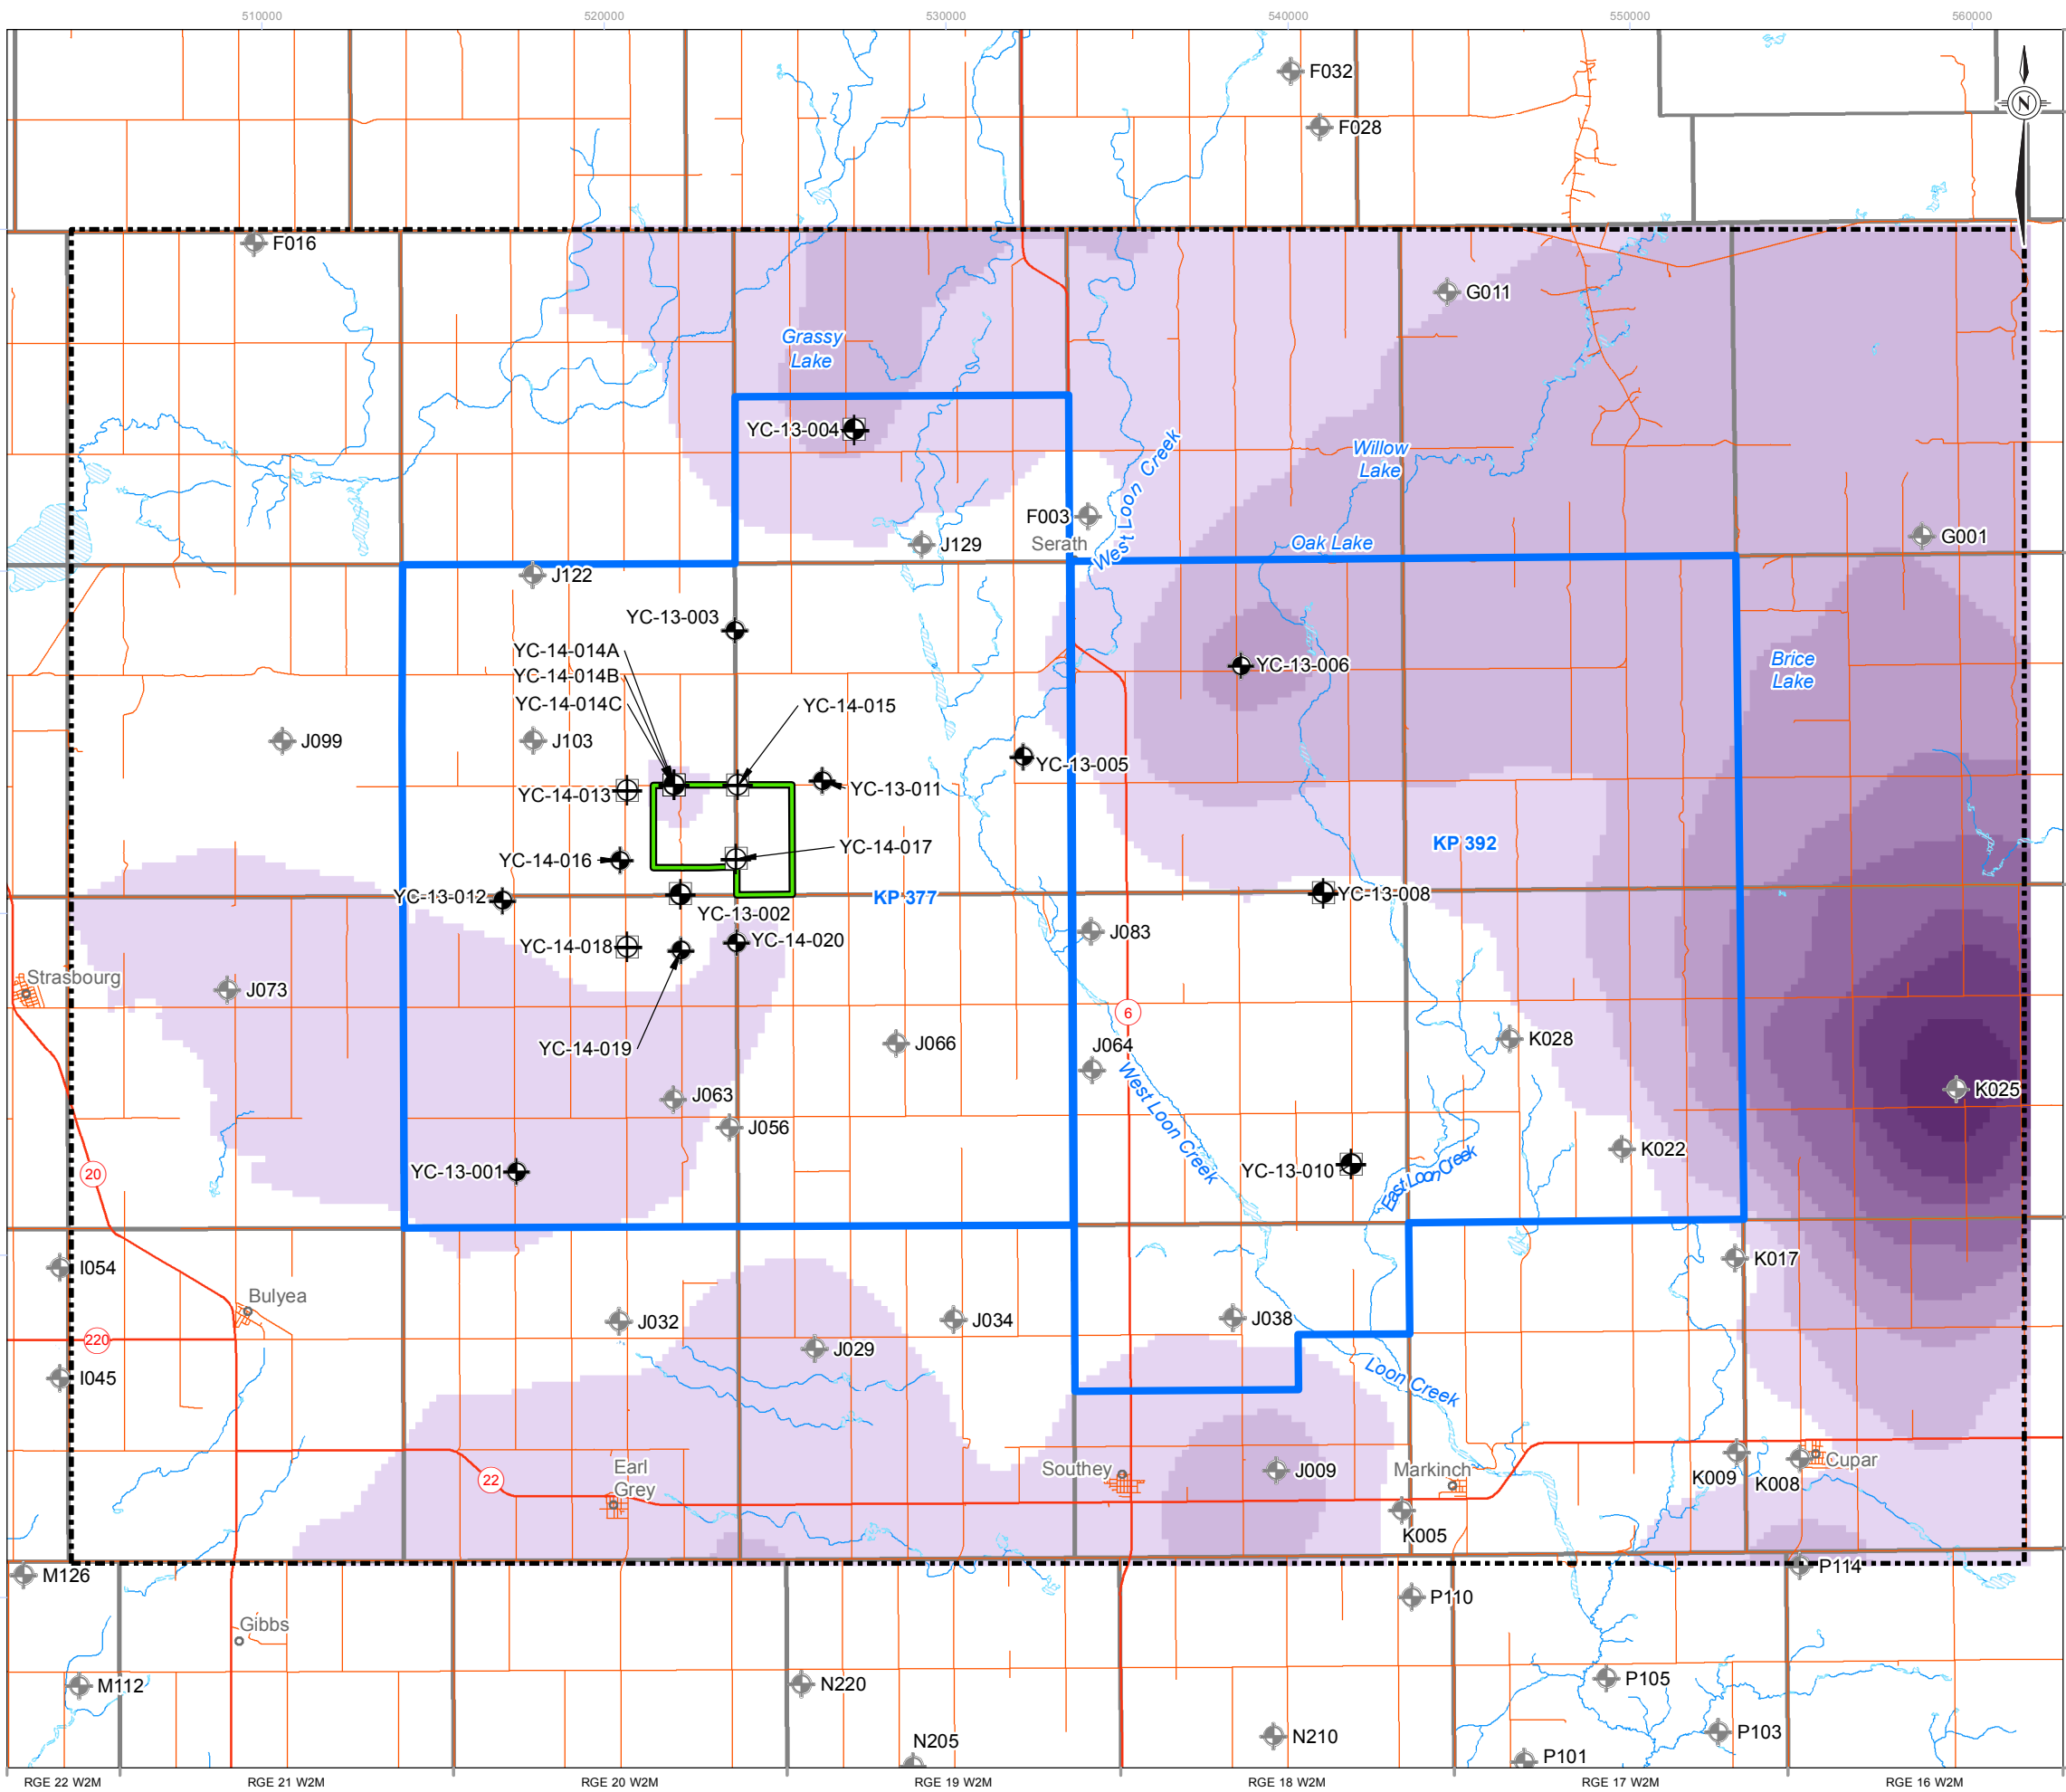 510000
520000
530000
540000
550000
560000
F032
F028
N
F016
G011
Grassy
Lake
YC-13-004
Willow
Lake
West Loon Creek
F003
Serath
J129
Oak Lake
G001
J122
YC-13-003
YC-14-014A
YC-14-014B
YC-14-014C
YC-14-015
YC-13-006
Brice
Lake
J099
J103
YC-13-005
YC-14-013
YC-13-011
YC-14-016
YC-14-017
KP 392
YC-13-012
KP 377
YC-13-008
YC-13-002
YC-14-018
YC-14-020
J083
Strasbourg
J073
6
YC-14-019
J066
J064
K028
West Loon Creek
K025
J063
J056
K022
20
YC-13-001
YC-13-010
East Loon Creek
I054
K017
Bulyea
J032
J034
J038
220
J029
I045
Loon Creek
Earl
Grey
22
Southey
J009
Markinch
K009
K008
Cupar
K005
M126
P114
P110
Gibbs
M112
N220
P105
N205
N210
P103
P101
RGE 22 W2M
RGE 21 W2M
RGE 20 W2M
RGE 19 W2M
RGE 18 W2M
RGE 17 W2M
RGE 16 W2M